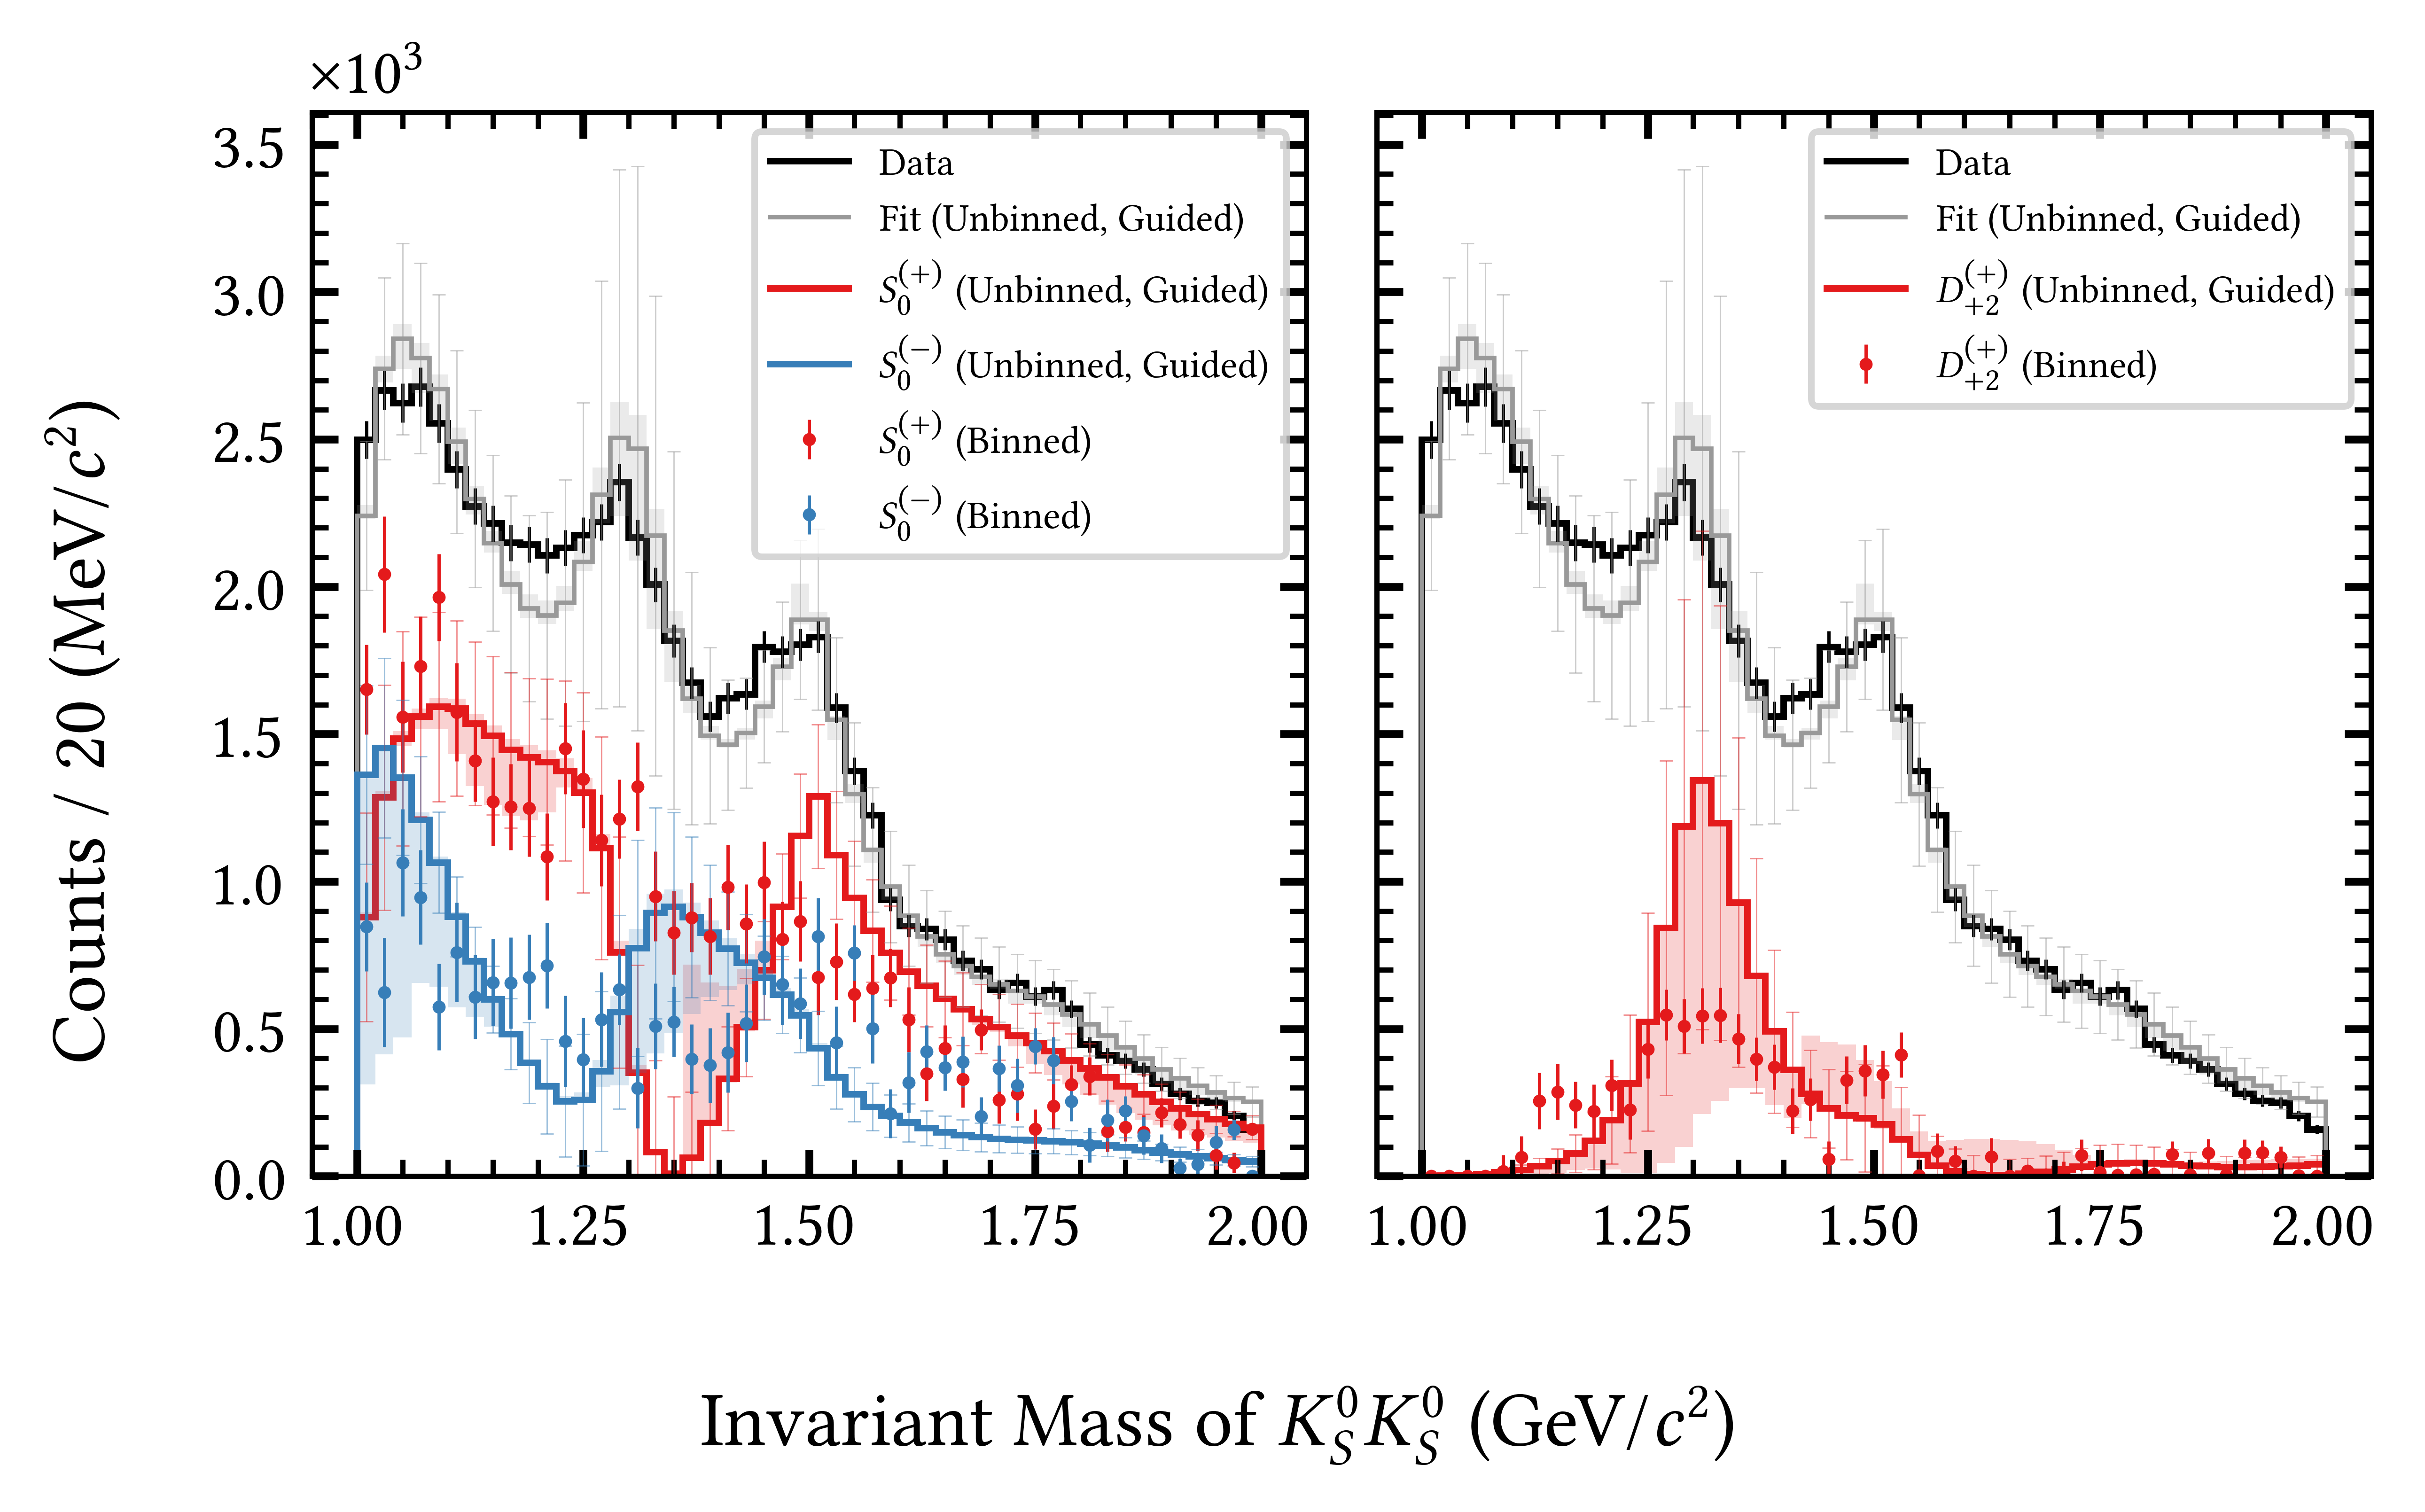 ×10³
Counts / 20 (MeV/c²)
3.5
3.0
2.5
2.0
1.5
1.0
0.5
0.0
Data
Fit (Unbinned, Guided)
S₀⁽⁺⁾ (Unbinned, Guided)
S₀⁽⁻⁾ (Unbinned, Guided)
S₀⁽⁺⁾ (Binned)
S₀⁽⁻⁾ (Binned)
1.00 1.25 1.50 1.75 2.00
Data
Fit (Unbinned, Guided)
D₊₂⁽⁺⁾ (Unbinned, Guided)
D₊₂⁽⁺⁾ (Binned)
1.00 1.25 1.50 1.75 2.00
Invariant Mass of K_S⁰K_S⁰ (GeV/c²)